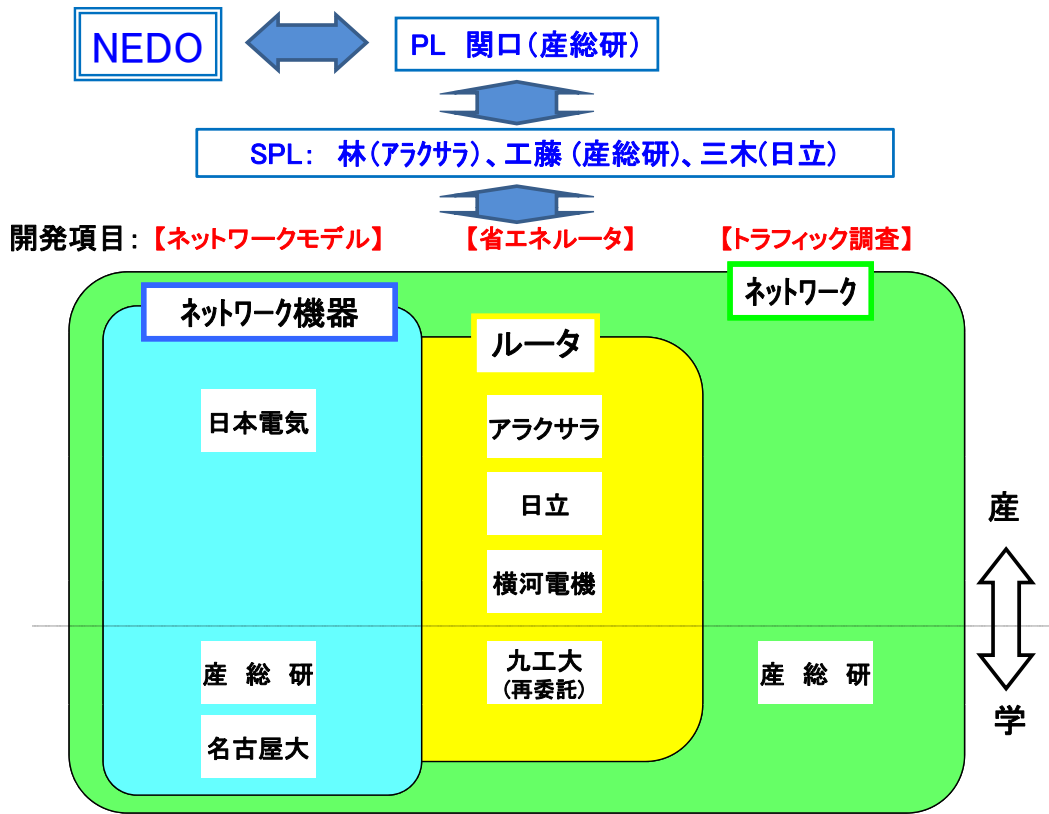 NEDO
PL 関口(産総研)
SPL: 林(アラクサラ)、工藤(産総研)、三木(日立)
開発項目:【ネットワークモデル】 【省エネルータ】 【トラフィック調査】
ネットワーク
ネットワーク機器
ルータ
日本電気
アラクサラ
日立
産
横河電機
産 総 研
九工大
(再委託)
産 総 研
学
名古屋大